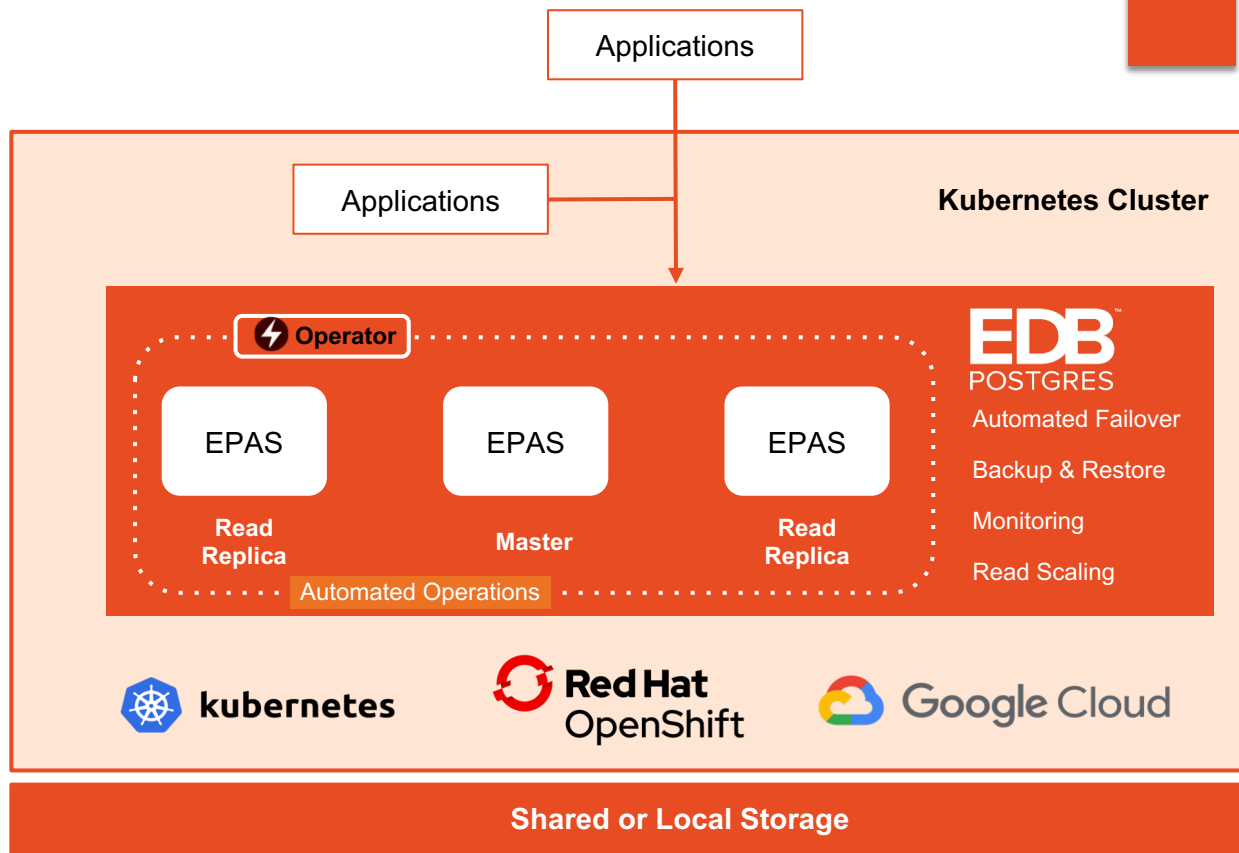 Applications
Applications
Kubernetes Cluster
Operator
EDB™
POSTGRES
EPAS
EPAS
EPAS
Read
Replica
Master
Read
Replica
Automated Operations
Automated Failover
Backup & Restore
Monitoring
Read Scaling
kubernetes
Red Hat
OpenShift
Google Cloud
Shared or Local Storage